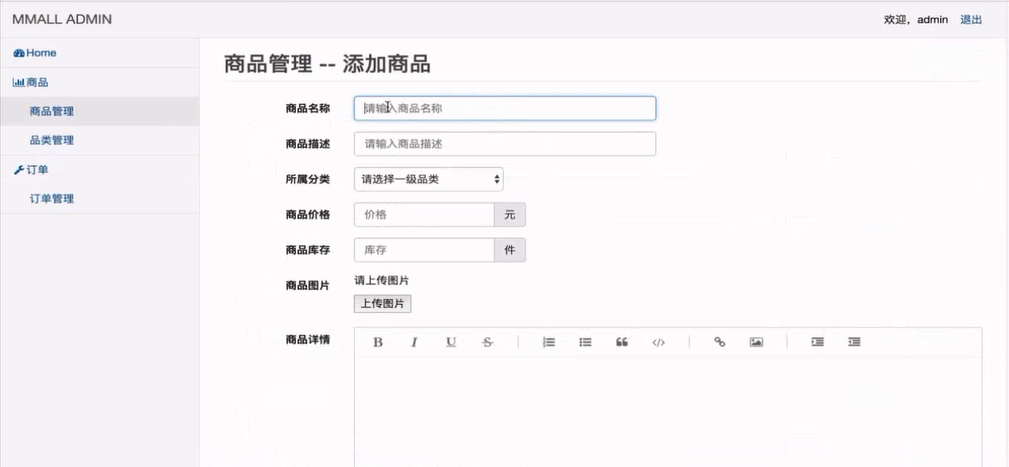 MMALL ADMIN
欢迎，admin 退出
Home
商品
商品管理
品类管理
订单
订单管理
商品管理 -- 添加商品
商品名称 请输入商品名称
商品描述 请输入商品描述
所属分类 请选择一级品类
商品价格 价格 元
商品库存 库存 件
商品图片 请上传图片
上传图片
商品详情 B I U S